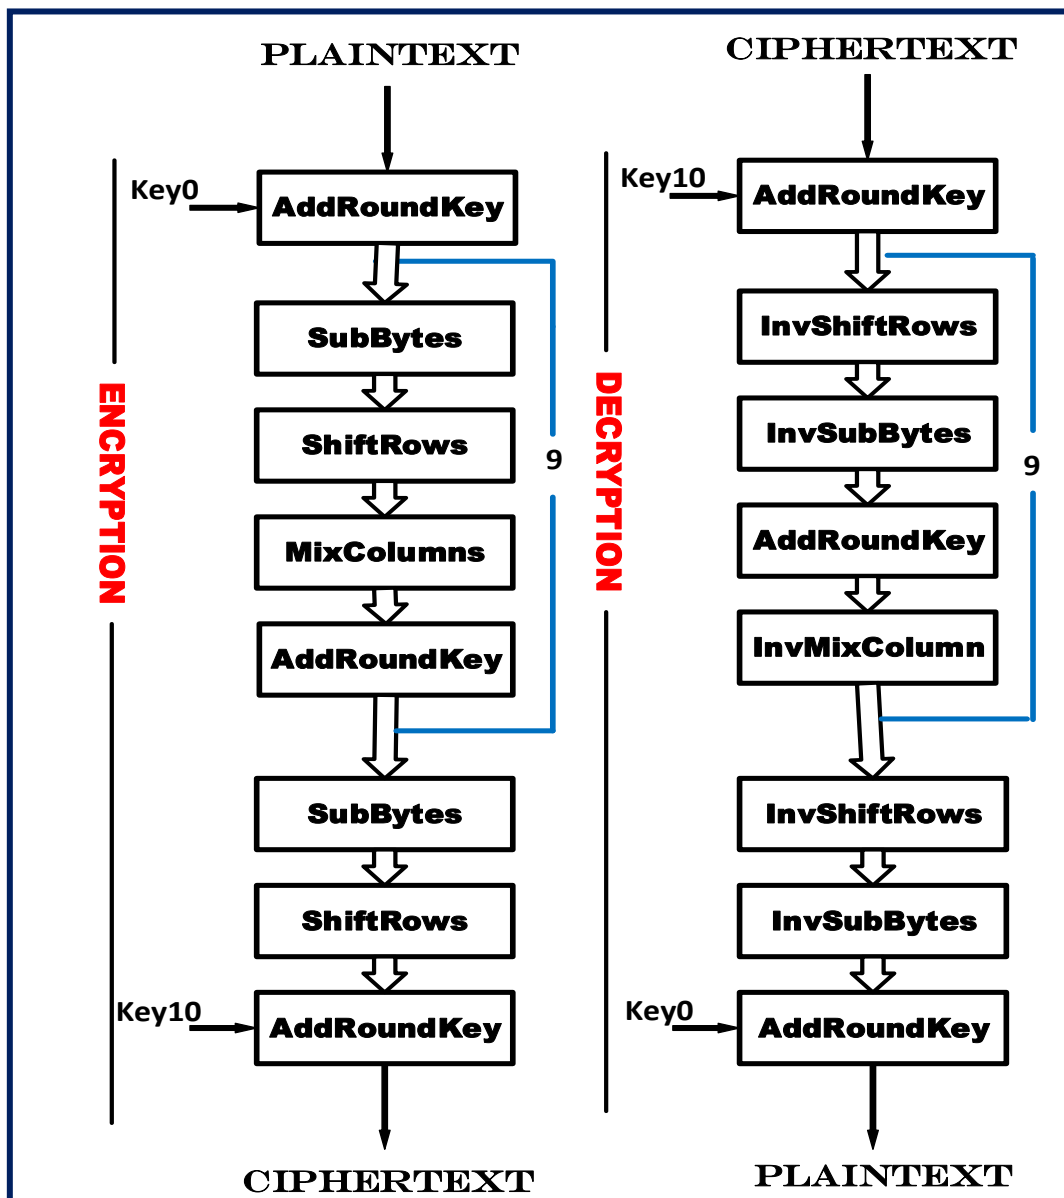 PLAINTEXT
Key0
AddRoundKey
SubBytes
ShiftRows
MixColumns
AddRoundKey
9
SubBytes
ShiftRows
Key10
AddRoundKey
CIPHERTEXT
ENCRYPTION
CIPHERTEXT
Key10
AddRoundKey
InvShiftRows
InvSubBytes
AddRoundKey
InvMixColumn
9
InvShiftRows
InvSubBytes
Key0
AddRoundKey
PLAINTEXT
DECRYPTION